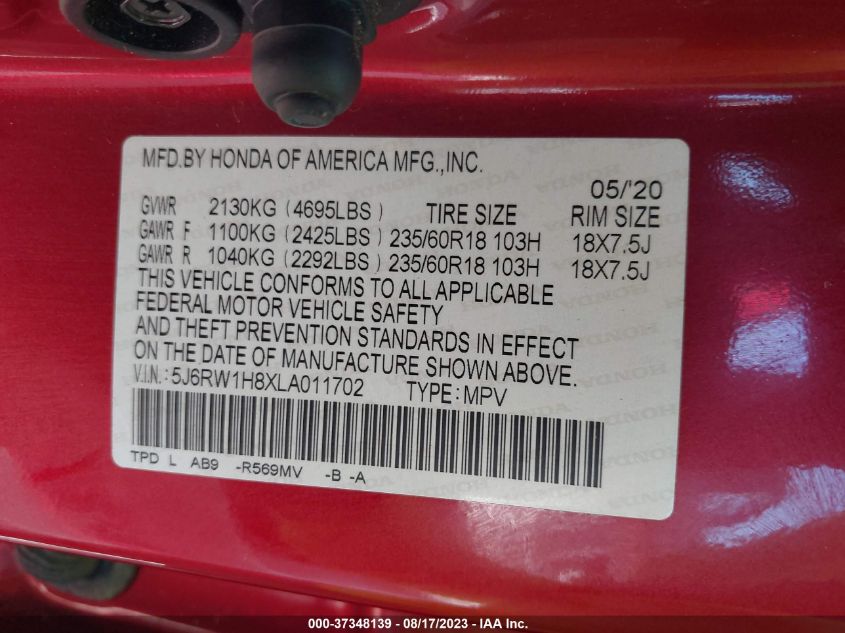 MFD.BY HONDA OF AMERICA MFG.,INC.
05/'20
GVWR 2130KG (4695LBS) TIRE SIZE RIM SIZE
GAWR F 1100KG (2425LBS) 235/60R18 103H 18X7.5J
GAWR R 1040KG (2292LBS) 235/60R18 103H 18X7.5J
THIS VEHICLE CONFORMS TO ALL APPLICABLE
FEDERAL MOTOR VEHICLE SAFETY
AND THEFT PREVENTION STANDARDS IN EFFECT
ON THE DATE OF MANUFACTURE SHOWN ABOVE.
V.I.N.: 5J6RW1H8XLA011702 TYPE: MPV
TPD L AB9 -R569MV -B -A
000-37348139 - 08/17/2023 - IAA Inc.